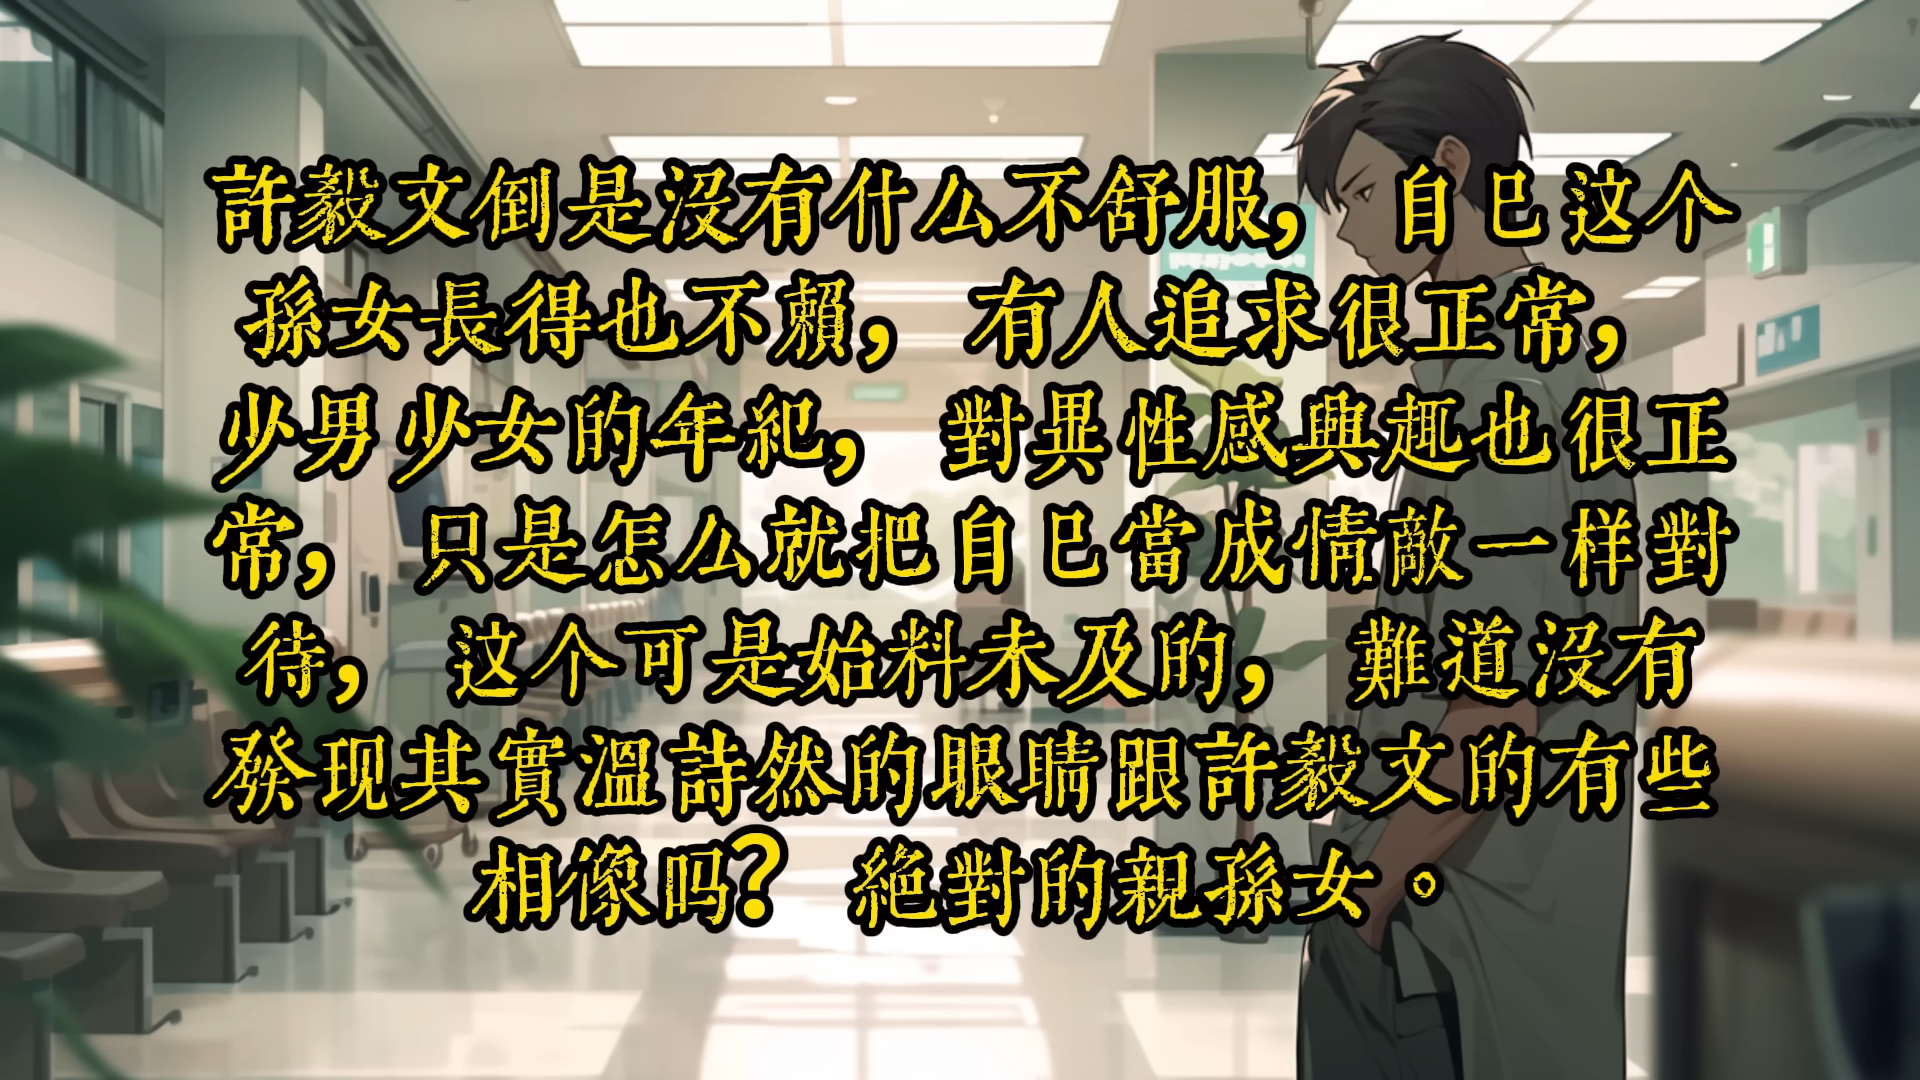 許毅文倒是沒有什么不舒服， 自已这个
孫女長得也不賴， 有人追求很正常，
少男少女的年紀， 對異性感興趣也很正
常， 只是怎么就把自已當成情敵一样對
待， 这个可是始料未及的， 難道沒有
發现其實溫詩然的眼睛跟許毅文的有些
相像吗？ 絕對的親孫女。